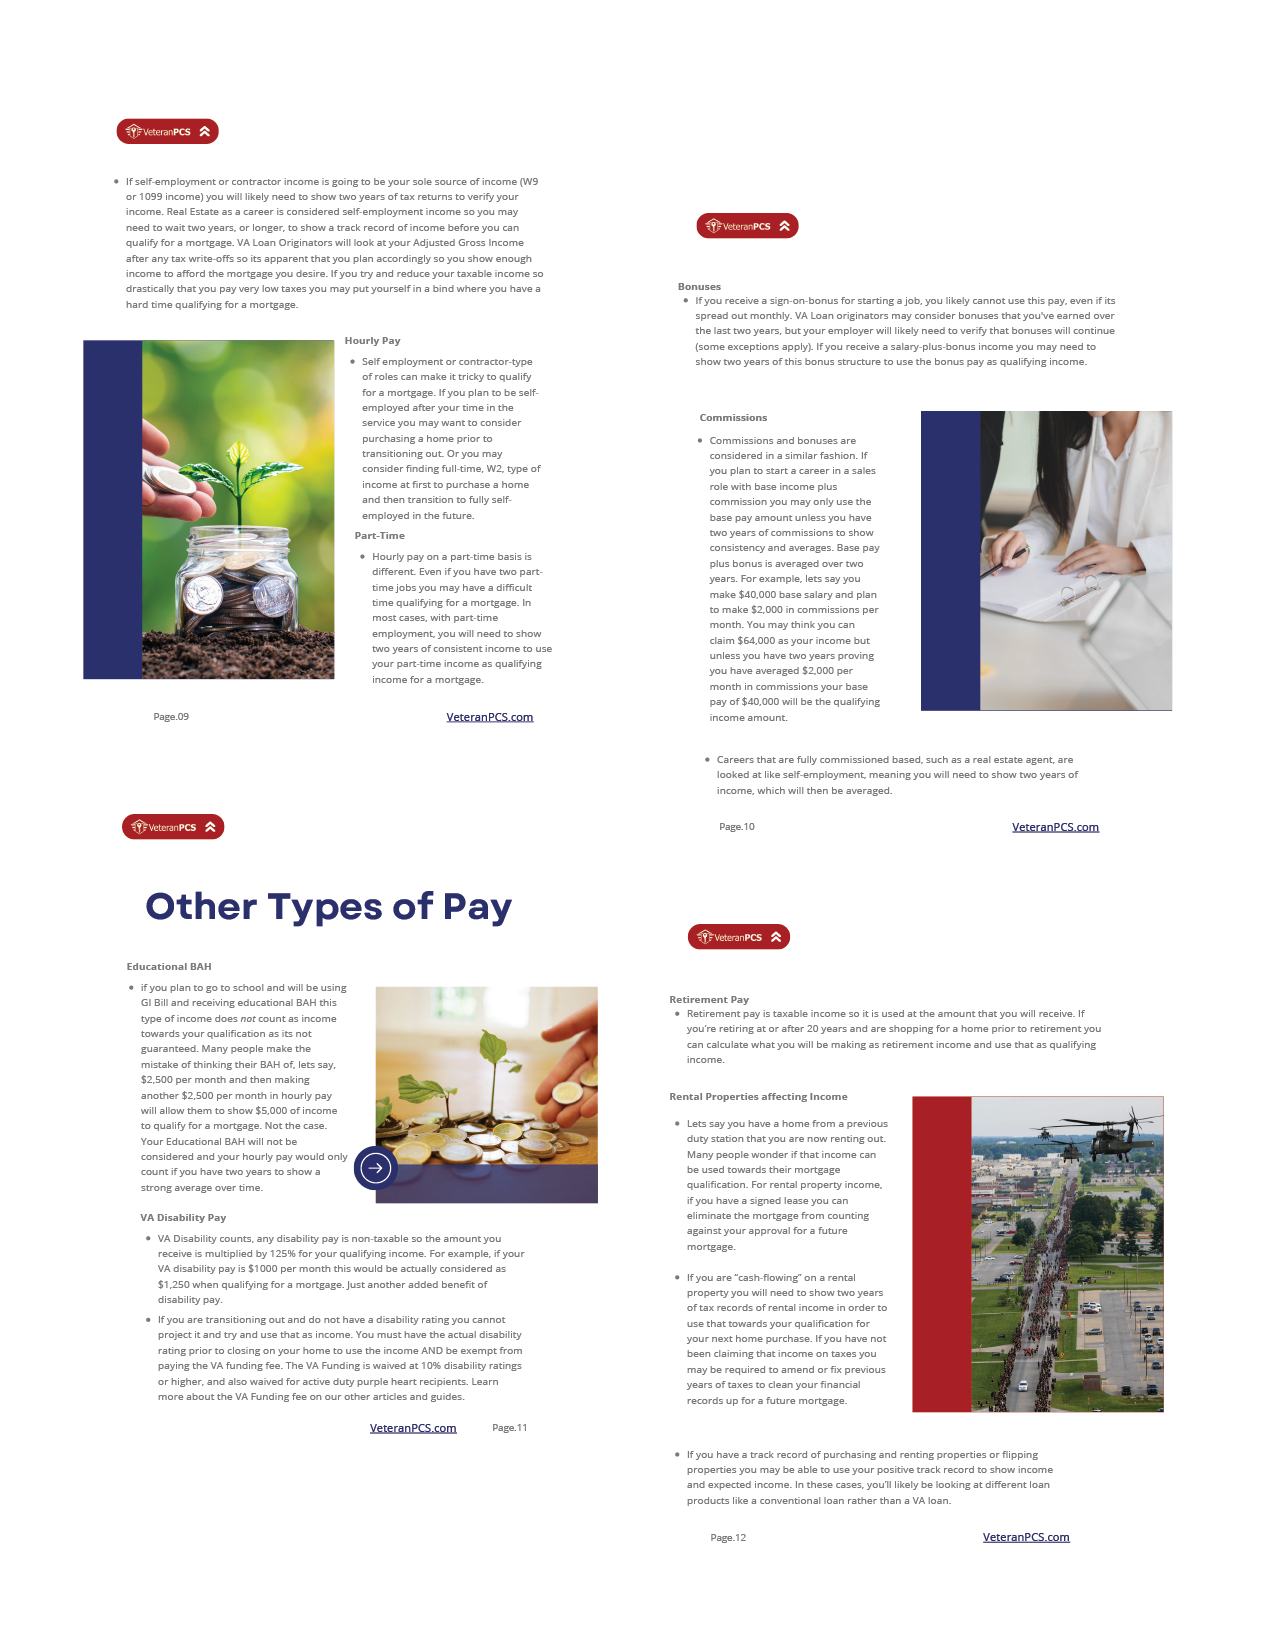 VeteranPCS
• If self-employment or contractor income is going to be your sole source of income (W9
or 1099 income) you will likely need to show two years of tax returns to verify your
income. Real Estate as a career is considered self-employment income so you may
need to wait two years, or longer, to show a track record of income before you can
qualify for a mortgage. VA Loan Originators will look at your Adjusted Gross Income
after any tax write-offs so its apparent that you plan accordingly so you show enough
income to afford the mortgage you desire. If you try and reduce your taxable income so
drastically that you pay very low taxes you may put yourself in a bind where you have a
hard time qualifying for a mortgage.
Hourly Pay
• Self employment or contractor-type
of roles can make it tricky to qualify
for a mortgage. If you plan to be self-
employed after your time in the
service you may want to consider
purchasing a home prior to
transitioning out. Or you may
consider finding full-time, W2, type of
income at first to purchase a home
and then transition to fully self-
employed in the future.
Part-Time
• Hourly pay on a part-time basis is
different. Even if you have two part-
time jobs you may have a difficult
time qualifying for a mortgage. In
most cases, with part-time
employment, you will need to show
two years of consistent income to use
your part-time income as qualifying
income for a mortgage.
Page.09
VeteranPCS.com
VeteranPCS
Bonuses
• If you receive a sign-on-bonus for starting a job, you likely cannot use this pay, even if its
spread out monthly. VA Loan originators may consider bonuses that you've earned over
the last two years, but your employer will likely need to verify that bonuses will continue
(some exceptions apply). If you receive a salary-plus-bonus income you may need to
show two years of this bonus structure to use the bonus pay as qualifying income.
Commissions
• Commissions and bonuses are
considered in a similar fashion. If
you plan to start a career in a sales
role with base income plus
commission you may only use the
base pay amount unless you have
two years of commissions to show
consistency and averages. Base pay
plus bonus is averaged over two
years. For example, lets say you
make $40,000 base salary and plan
to make $2,000 in commissions per
month. You may think you can
claim $64,000 as your income but
unless you have two years proving
you have averaged $2,000 per
month in commissions your base
pay of $40,000 will be the qualifying
income amount.
• Careers that are fully commissioned based, such as a real estate agent, are
looked at like self-employment, meaning you will need to show two years of
income, which will then be averaged.
Page.10
VeteranPCS.com
VeteranPCS
Other Types of Pay
Educational BAH
• if you plan to go to school and will be using
GI Bill and receiving educational BAH this
type of income does not count as income
towards your qualification as its not
guaranteed. Many people make the
mistake of thinking their BAH of, lets say,
$2,500 per month and then making
another $2,500 per month in hourly pay
will allow them to show $5,000 of income
to qualify for a mortgage. Not the case.
Your Educational BAH will not be
considered and your hourly pay would only
count if you have two years to show a
strong average over time.
VA Disability Pay
• VA Disability counts, any disability pay is non-taxable so the amount you
receive is multiplied by 125% for your qualifying income. For example, if your
VA disability pay is $1000 per month this would be actually considered as
$1,250 when qualifying for a mortgage. Just another added benefit of
disability pay.
• If you are transitioning out and do not have a disability rating you cannot
project it and try and use that as income. You must have the actual disability
rating prior to closing on your home to use the income AND be exempt from
paying the VA funding fee. The VA Funding is waived at 10% disability ratings
or higher, and also waived for active duty purple heart recipients. Learn
more about the VA Funding fee on our other articles and guides.
VeteranPCS.com
Page.11
VeteranPCS
Retirement Pay
• Retirement pay is taxable income so it is used at the amount that you will receive. If
you're retiring at or after 20 years and are shopping for a home prior to retirement you
can calculate what you will be making as retirement income and use that as qualifying
income.
Rental Properties affecting Income
• Lets say you have a home from a previous
duty station that you are now renting out.
Many people wonder if that income can
be used towards their mortgage
qualification. For rental property income,
if you have a signed lease you can
eliminate the mortgage from counting
against your approval for a future
mortgage.
• If you are “cash-flowing” on a rental
property you will need to show two years
of tax records of rental income in order to
use that towards your qualification for
your next home purchase. If you have not
been claiming that income on taxes you
may be required to amend or fix previous
years of taxes to clean your financial
records up for a future mortgage.
• If you have a track record of purchasing and renting properties or flipping
properties you may be able to use your positive track record to show income
and expected income. In these cases, you'll likely be looking at different loan
products like a conventional loan rather than a VA loan.
Page.12
VeteranPCS.com